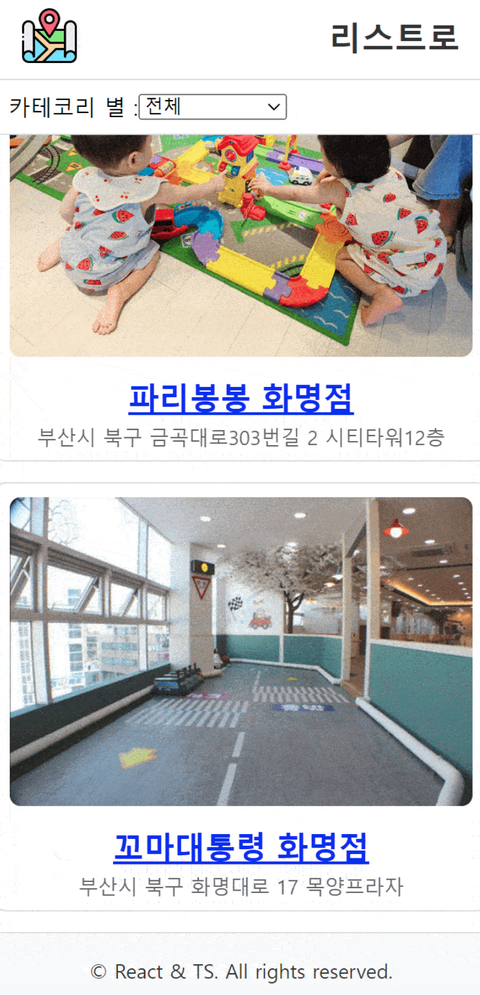 리스트로
카테코리 별 :전체
파리봉봉 화명점
부산시 북구 금곡대로303번길 2 시티타워12층
꼬마대통령 화명점
부산시 북구 화명대로 17 목양프라자
© React & TS. All rights reserved.